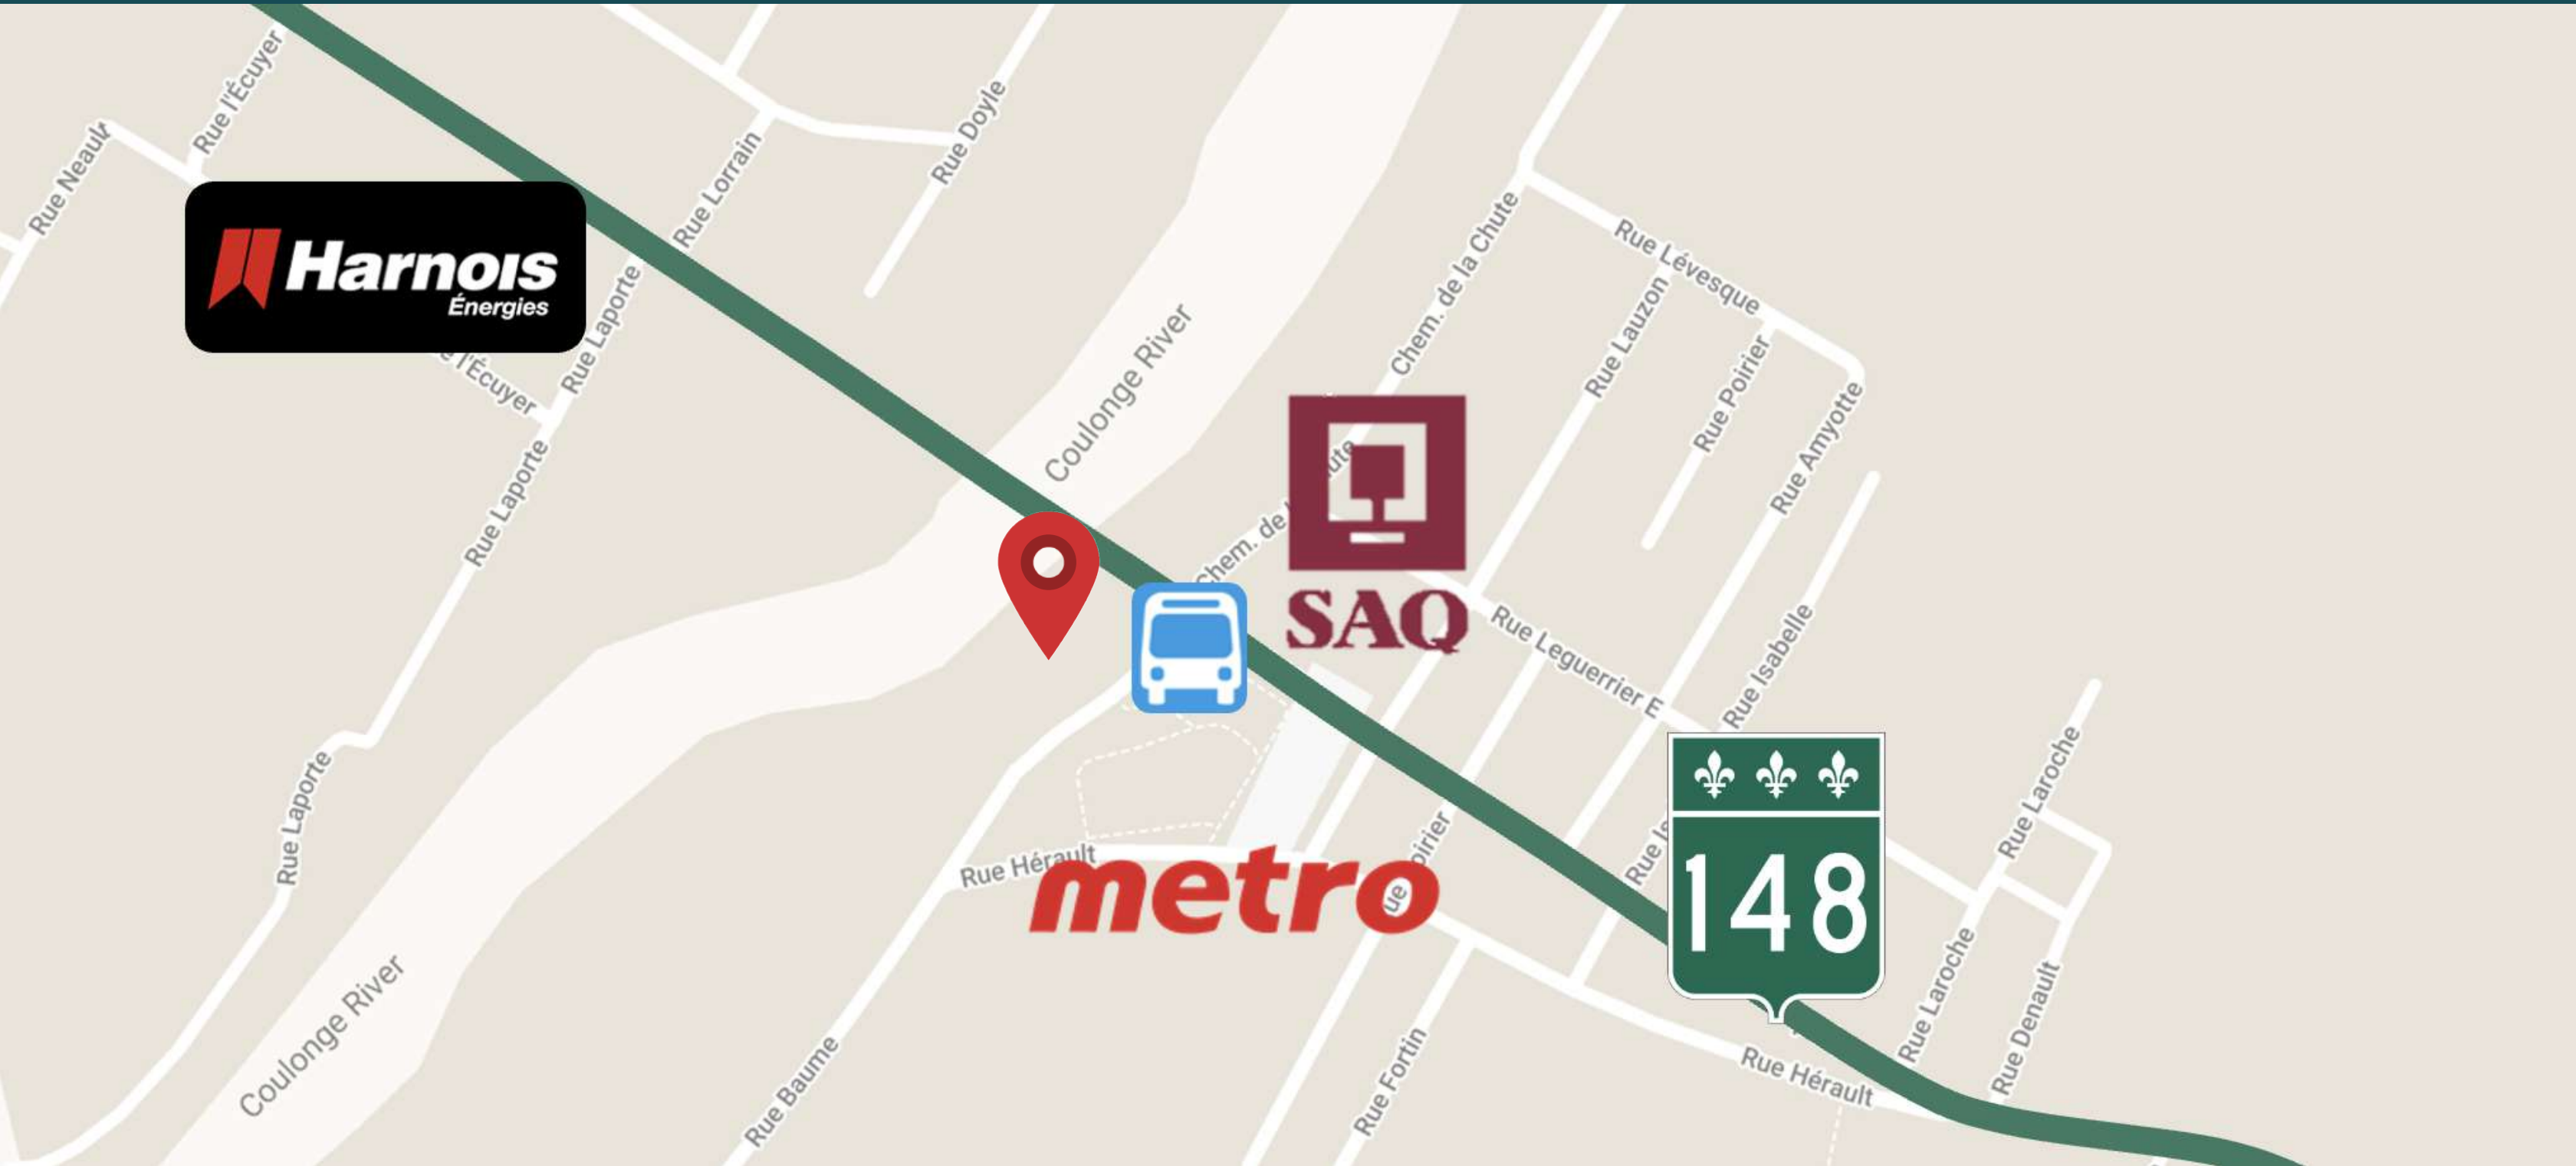 Rue l'Écuyer
Rue Neault
Rue Doyle
Rue Lorrain
Harnois
Énergies
Rue Laporte
l'Écuyer
Rue Laporte
Rue Laporte
Coulonge River
Coulonge River
Chem. de la Chute
Chem. de
Rue Lévesque
Rue Lauzon
Rue Poirier
Rue Amyotte
SAQ
Rue Leguerrier E
Rue Isabelle
148
Rue Laroche
Rue Laroche
Rue Denault
Rue Hérault
metro
Rue Hérault
Rue Baume
Rue Fortin